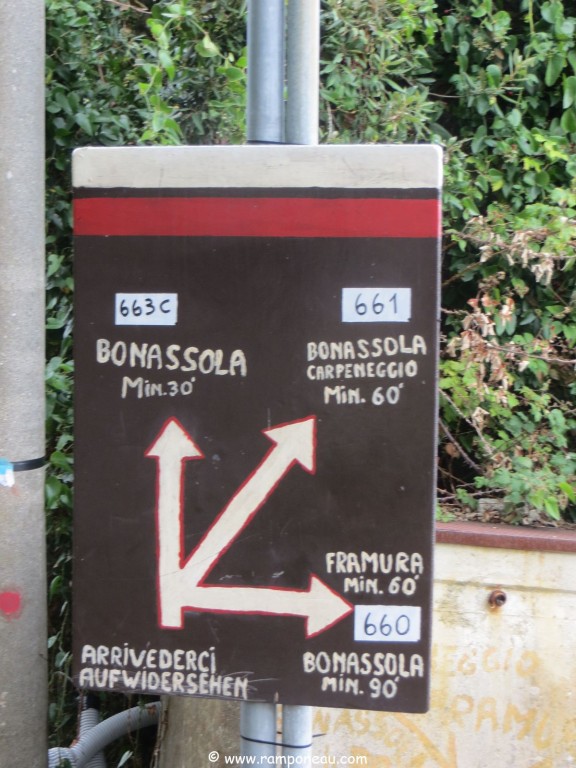 663C
BONASSOLA
MiN.30'
661
BONASSOLA
CARPENEGGIO
MiN. 60'
FRAMURA
MiN. 60'
660
BONASSOLA
MiN. 90'
ARRIVEDERCI
AUFWIDERSEHEN
© www.ramponeau.com